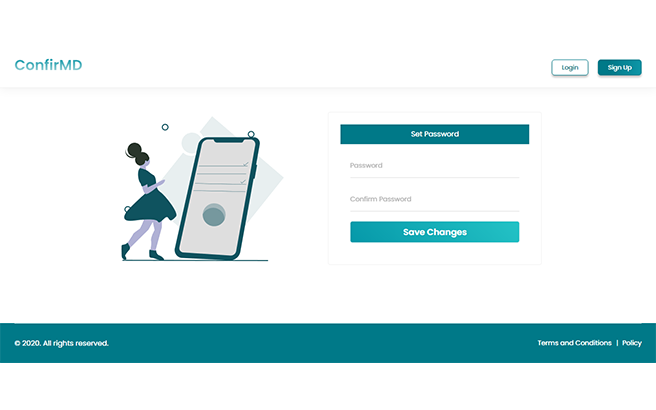 ConfirMD
Login
Sign Up
Set Password
Password
Confirm Password
Save Changes
© 2020. All rights reserved.
Terms and Conditions | Policy